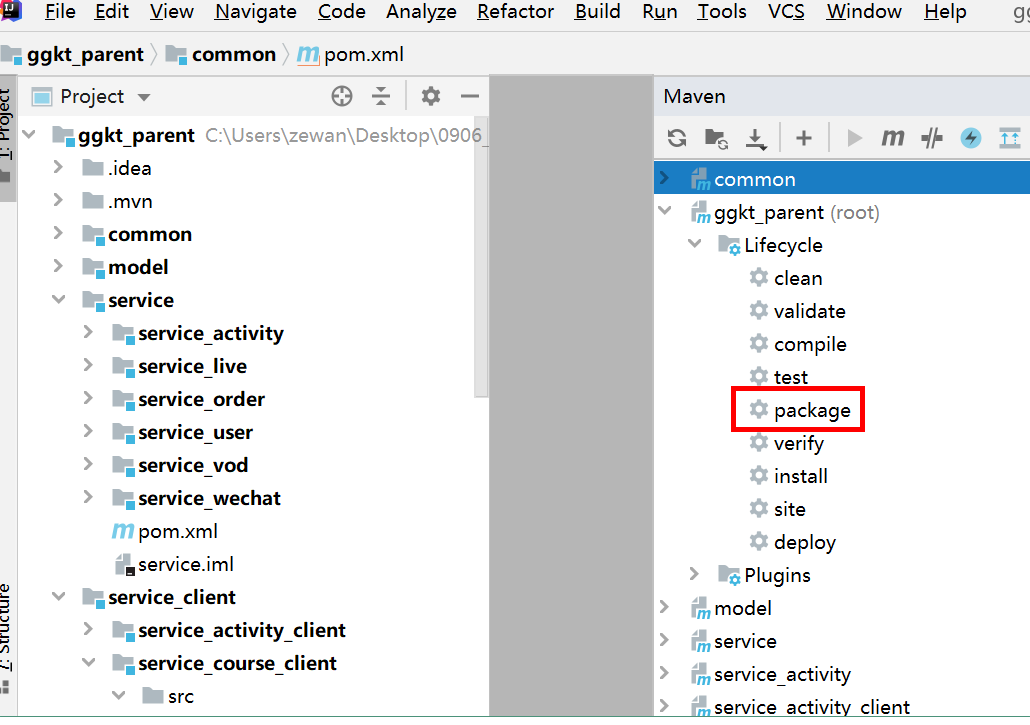 File Edit View Navigate Code Analyze Refactor Build Run Tools VCS Window Help
ggkt_parent common pom.xml
1: Project
Project
ggkt_parent C:\Users\zewan\Desktop\0906_
.idea
.mvn
common
model
service
service_activity
service_live
service_order
service_user
service_vod
service_wechat
pom.xml
service.iml
service_client
service_activity_client
service_course_client
src
7: Structure
Maven
common
ggkt_parent (root)
Lifecycle
clean
validate
compile
test
package
verify
install
site
deploy
Plugins
model
service
service_activity
service_activity_client